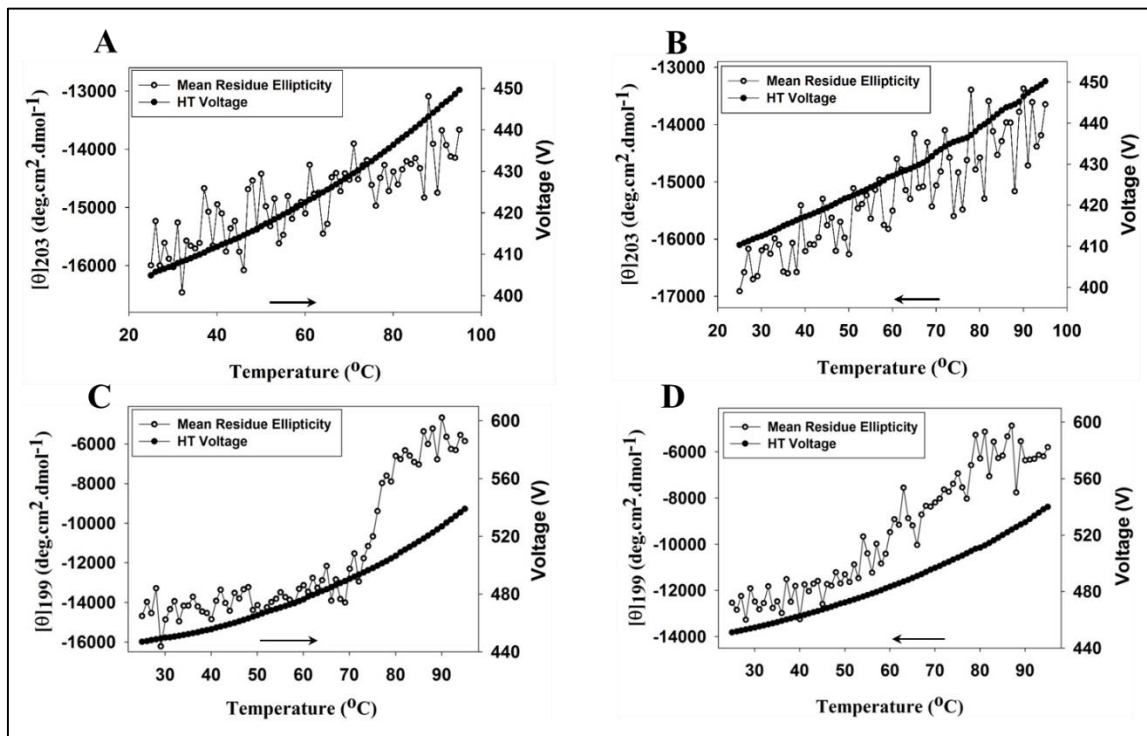 A
B
Mean Residue Ellipticity
HT Voltage
-13000
-14000
-15000
-16000
[θ]203 (deg.cm².dmol⁻¹)
450
440
430
420
410
400
Voltage (V)
20 40 60 80 100
Temperature (°C)
Mean Residue Ellipticity
HT Voltage
-13000
-14000
-15000
-16000
-17000
[θ]203 (deg.cm².dmol⁻¹)
450
440
430
420
410
400
Voltage (V)
20 30 40 50 60 70 80 90 100
Temperature (°C)
C
D
Mean Residue Ellipticity
HT Voltage
-6000
-8000
-10000
-12000
-14000
-16000
[θ]199 (deg.cm².dmol⁻¹)
600
560
520
480
440
Voltage (V)
30 40 50 60 70 80 90
Temperature (°C)
Mean Residue Ellipticity
HT Voltage
-6000
-8000
-10000
-12000
-14000
[θ]199 (deg.cm².dmol⁻¹)
600
560
520
480
440
Voltage (V)
30 40 50 60 70 80 90
Temperature (°C)